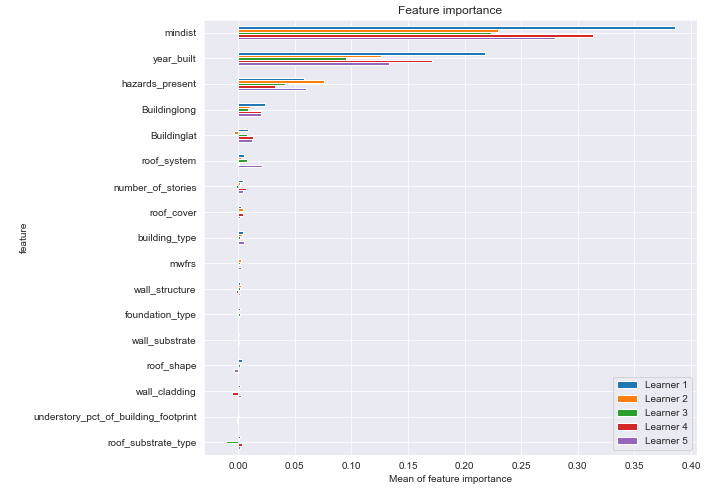 Feature importance
mindist
year_built
hazards_present
Buildinglong
Buildinglat
roof_system
number_of_stories
roof_cover
building_type
mwfrs
wall_structure
foundation_type
wall_substrate
roof_shape
wall_cladding
understory_pct_of_building_footprint
roof_substrate_type
feature
Learner 1
Learner 2
Learner 3
Learner 4
Learner 5
0.00 0.05 0.10 0.15 0.20 0.25 0.30 0.35 0.40
Mean of feature importance